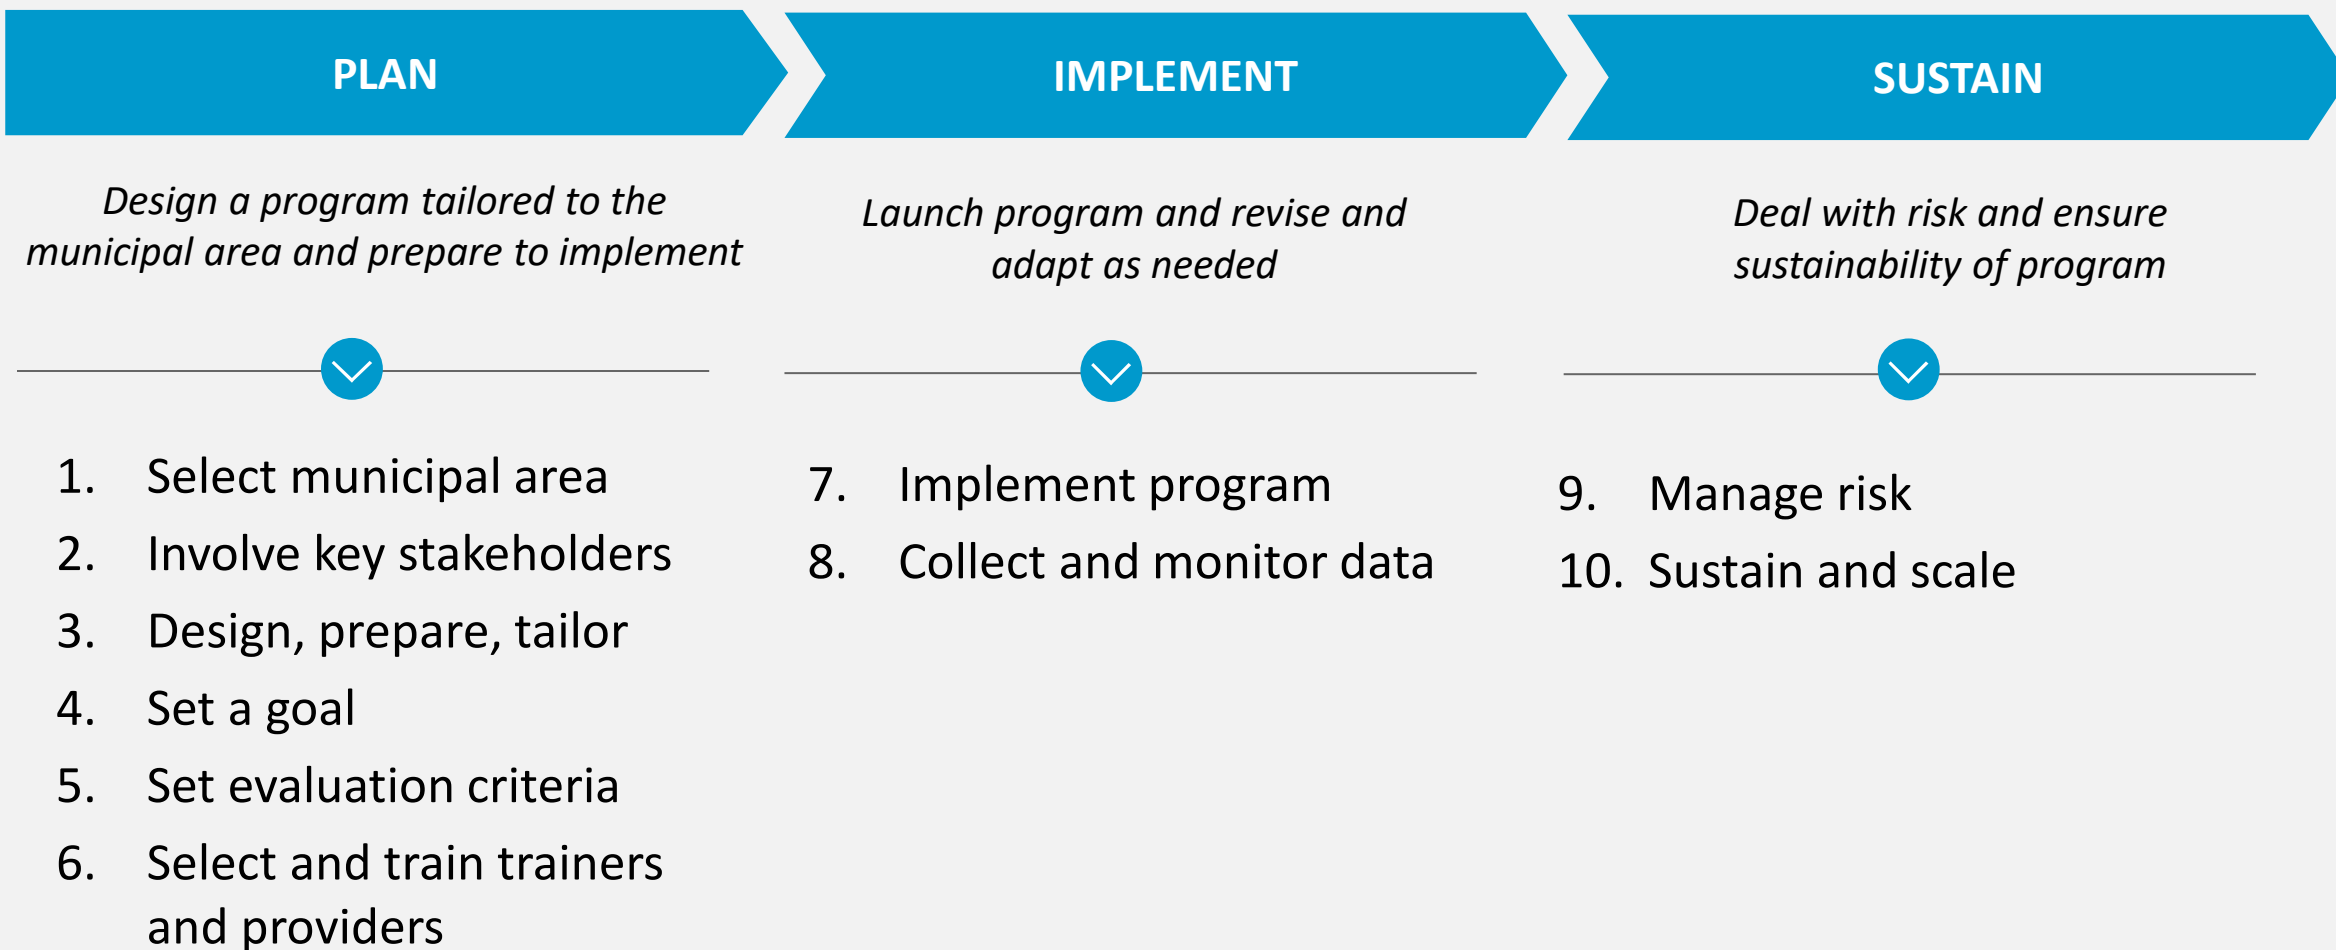 PLAN
Design a program tailored to the
municipal area and prepare to implement
1. Select municipal area
2. Involve key stakeholders
3. Design, prepare, tailor
4. Set a goal
5. Set evaluation criteria
6. Select and train trainers
and providers
IMPLEMENT
Launch program and revise and
adapt as needed
7. Implement program
8. Collect and monitor data
SUSTAIN
Deal with risk and ensure
sustainability of program
9. Manage risk
10. Sustain and scale